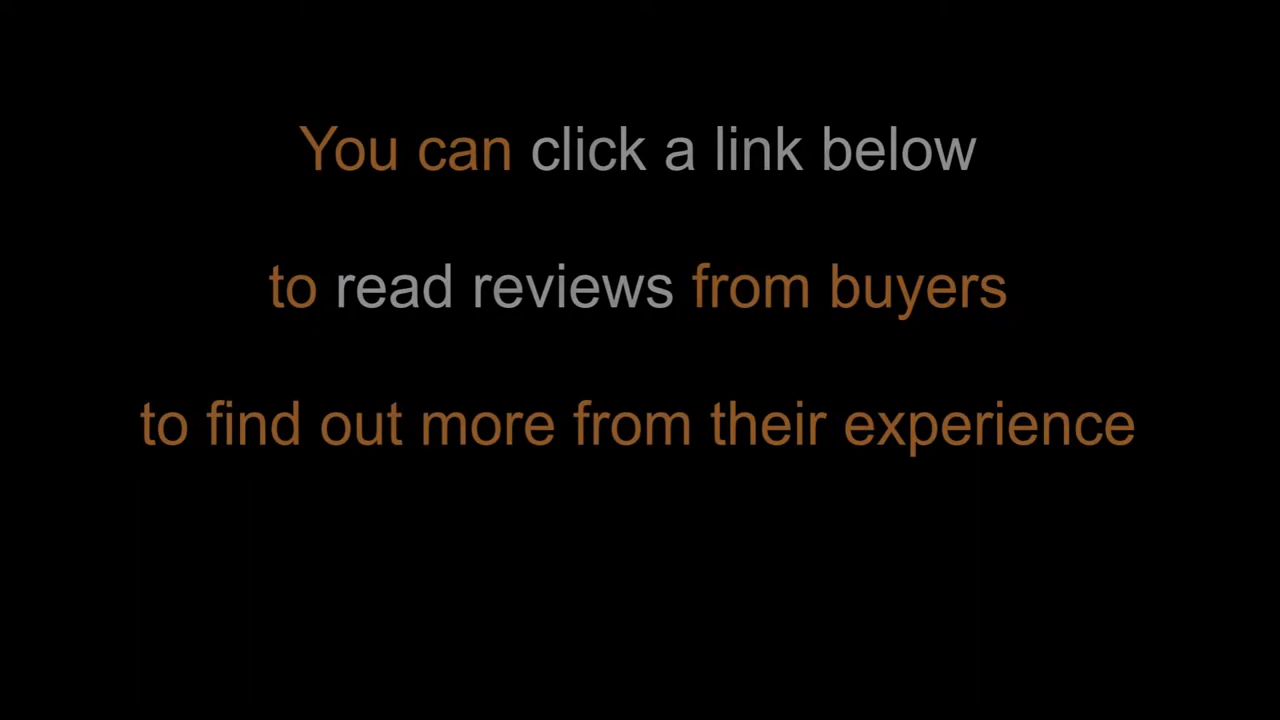 You can click a link below
to read reviews from buyers
to find out more from their experience